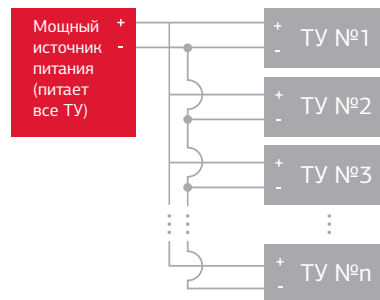 Мощный +
источник -
питания
(питает
все ТУ)
+
- ТУ №1
+
- ТУ №2
+
- ТУ №3
+
- ТУ №n